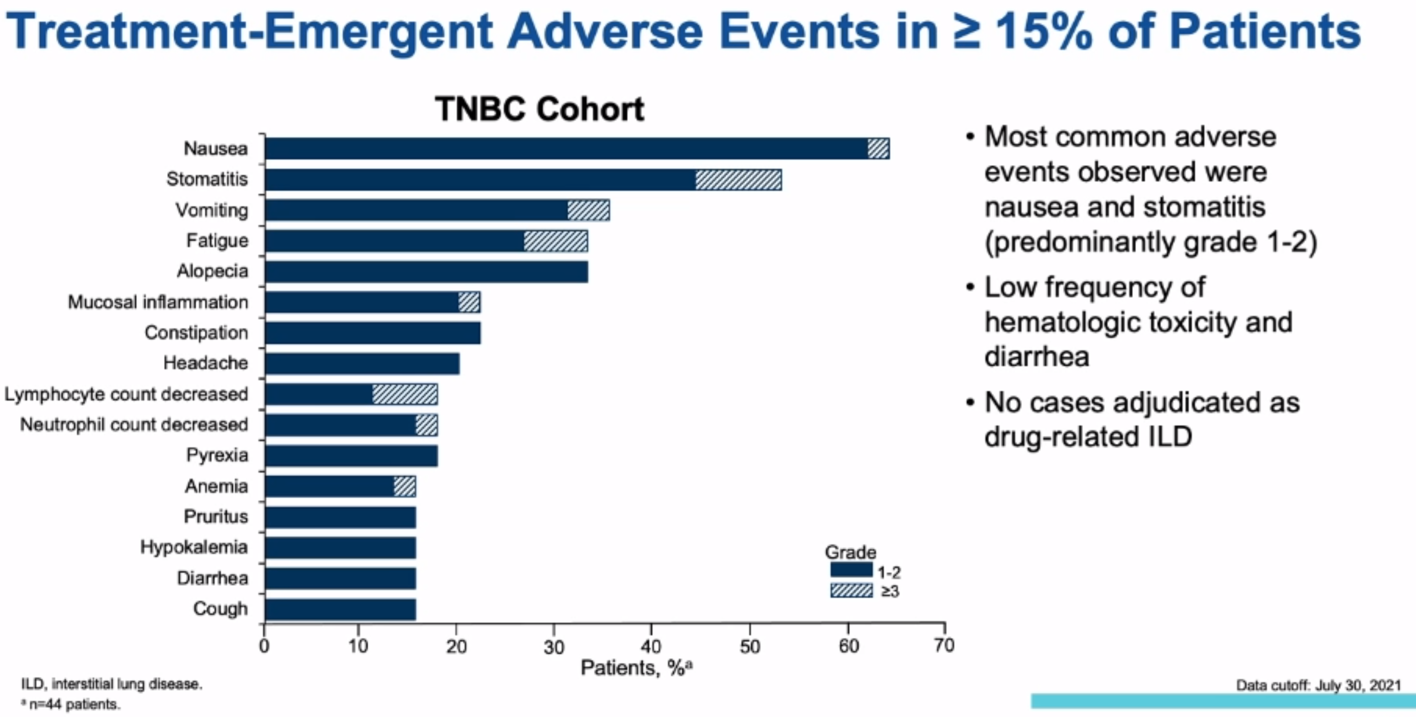 Treatment-Emergent Adverse Events in ≥ 15% of Patients
TNBC Cohort
Nausea
Stomatitis
Vomiting
Fatigue
Alopecia
Mucosal inflammation
Constipation
Headache
Lymphocyte count decreased
Neutrophil count decreased
Pyrexia
Anemia
Pruritus
Hypokalemia
Diarrhea
Cough
0 10 20 30 40 50 60 70
Patients, %ᵃ
Grade
1-2
≥3
• Most common adverse
events observed were
nausea and stomatitis
(predominantly grade 1-2)
• Low frequency of
hematologic toxicity and
diarrhea
• No cases adjudicated as
drug-related ILD
ILD, interstitial lung disease.
ᵃ n=44 patients.
Data cutoff: July 30, 2021